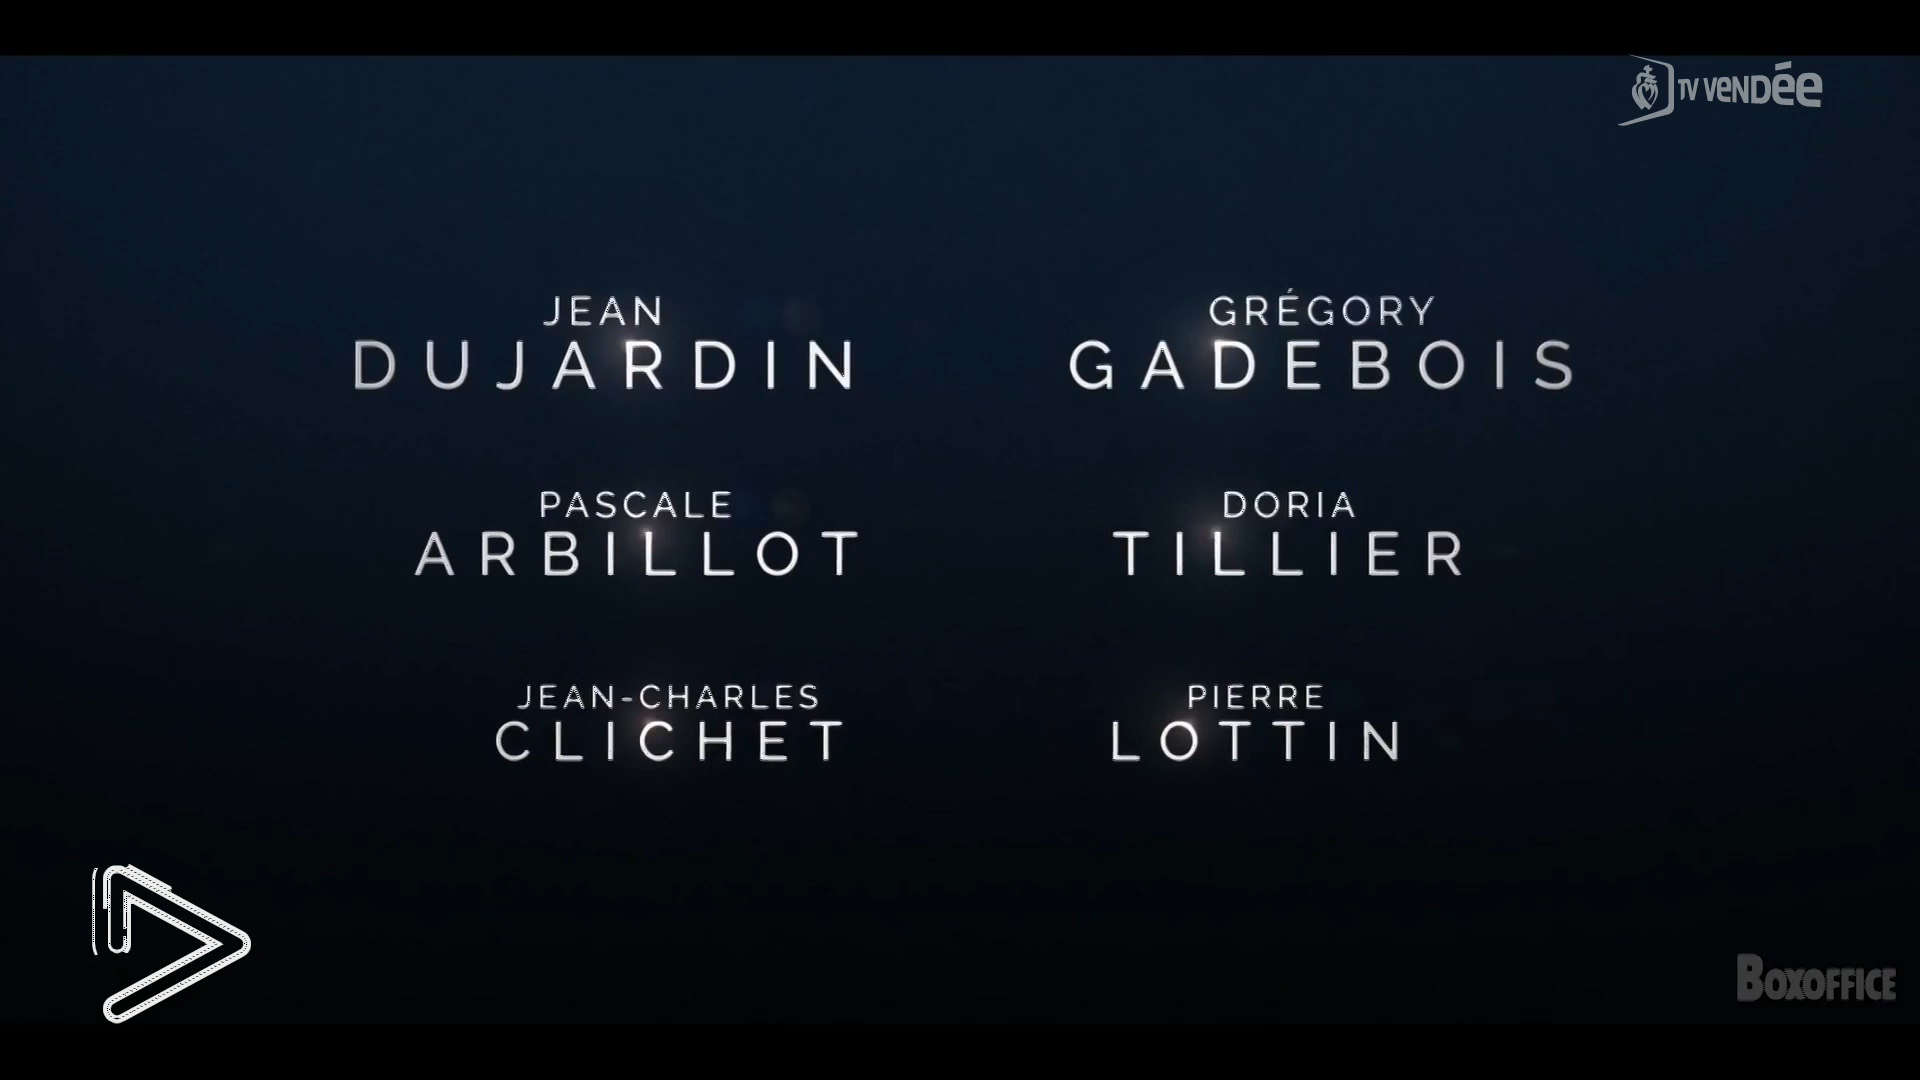 TV VENDÉE
JEAN
DUJARDIN
GRÉGORY
GADEBOIS
PASCALE
ARBILLOT
DORIA
TILLIER
JEAN-CHARLES
CLICHET
PIERRE
LOTTIN
BOXOFFICE